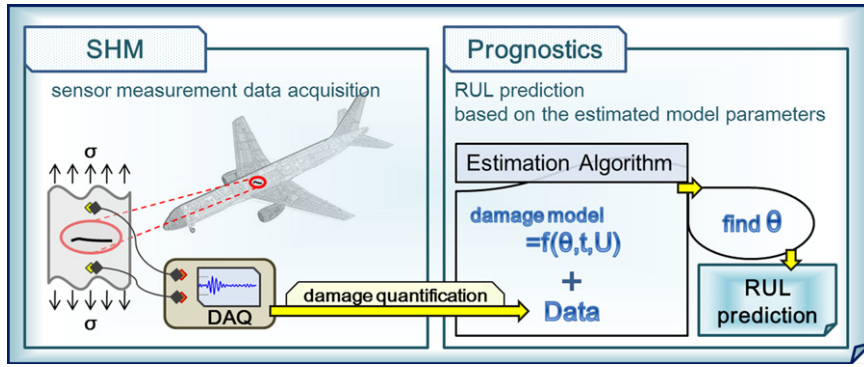 SHM
sensor measurement data acquisition
σ
σ
DAQ
damage quantification
Prognostics
RUL prediction
based on the estimated model parameters
Estimation Algorithm
damage model
=f(θ,t,U)
+
Data
find θ
RUL
prediction